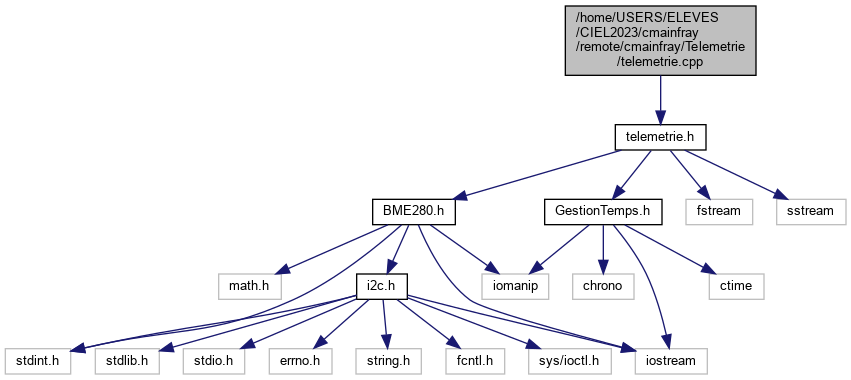 /home/USERS/ELEVES
/CIEL2023/cmainfray
/remote/cmainfray/Telemetrie
/telemetrie.cpp
telemetrie.h
BME280.h
GestionTemps.h
fstream
sstream
math.h
i2c.h
iomanip
chrono
ctime
stdint.h
stdlib.h
stdio.h
errno.h
string.h
fcntl.h
sys/ioctl.h
iostream